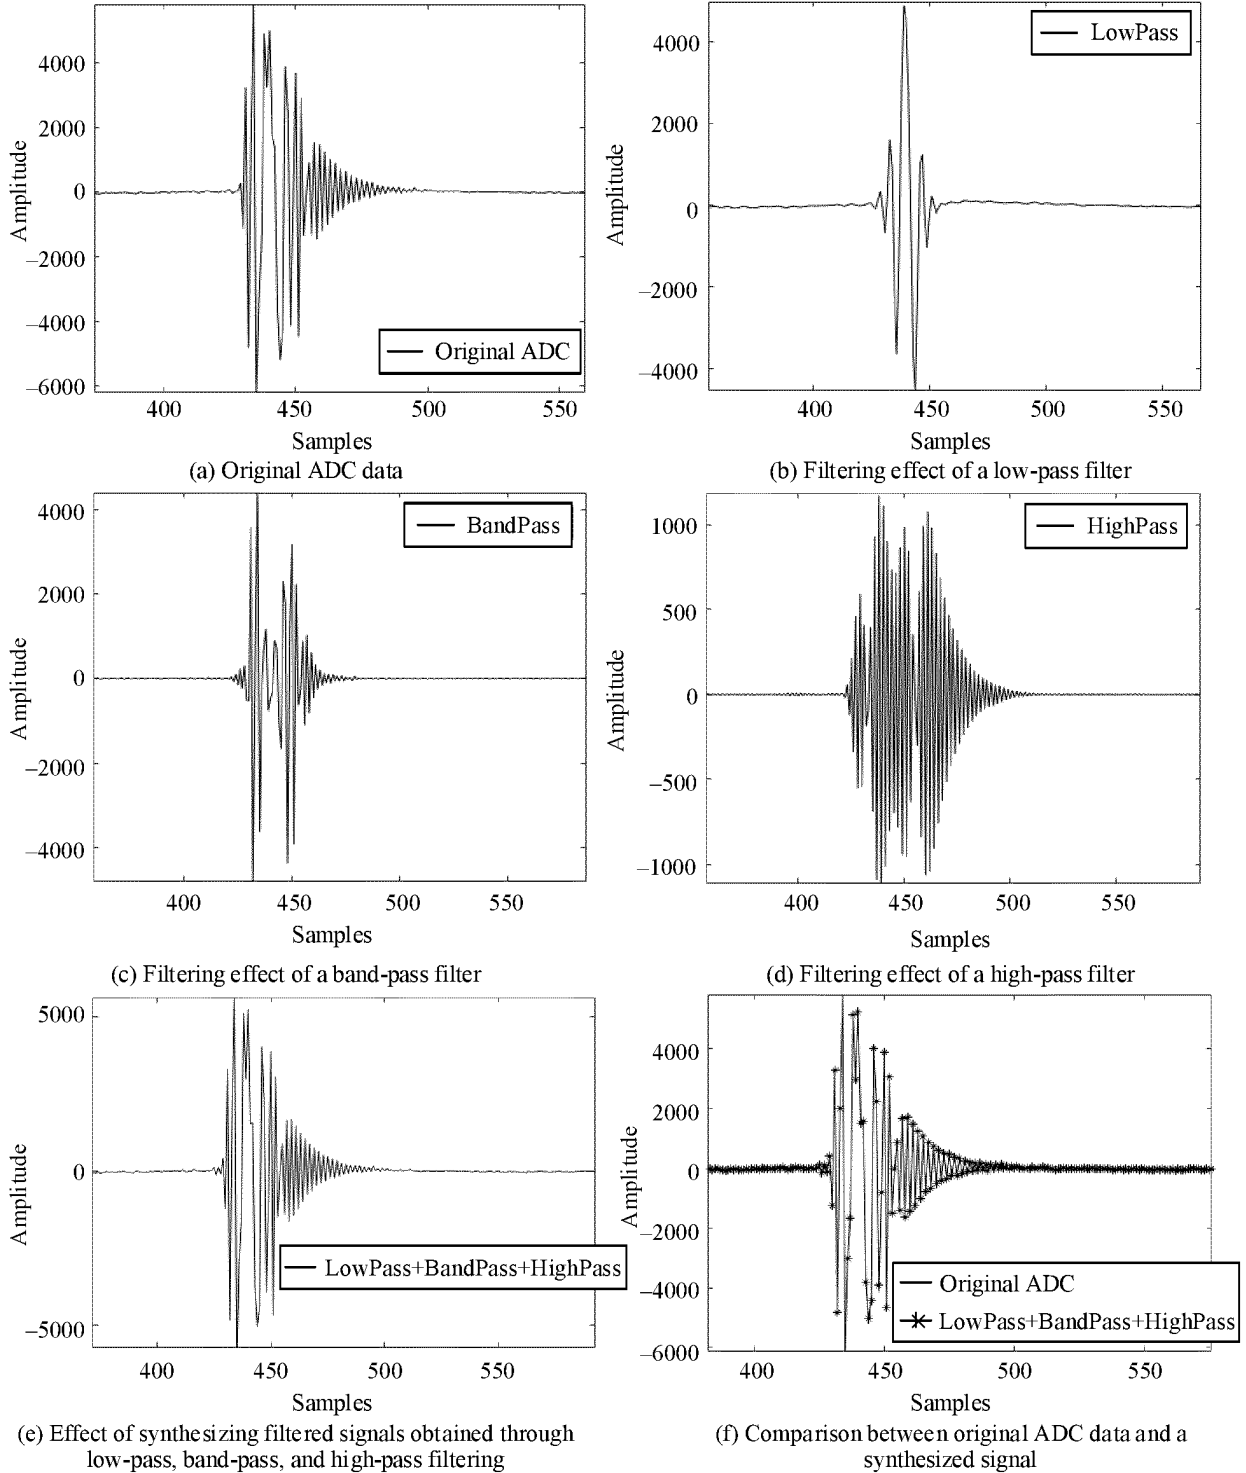 4000
2000
0
−2000
−4000
−6000
Amplitude
Original ADC
400 450 500 550
Samples
(a) Original ADC data
4000
2000
0
−2000
−4000
Amplitude
LowPass
400 450 500 550
Samples
(b) Filtering effect of a low-pass filter
4000
2000
0
−2000
−4000
Amplitude
BandPass
400 450 500 550
Samples
(c) Filtering effect of a band-pass filter
1000
500
0
−500
−1000
Amplitude
HighPass
400 450 500 550
Samples
(d) Filtering effect of a high-pass filter
5000
0
−5000
Amplitude
LowPass+BandPass+HighPass
400 450 500 550
Samples
(e) Effect of synthesizing filtered signals obtained through
low-pass, band-pass, and high-pass filtering
4000
2000
0
−2000
−4000
−6000
Amplitude
Original ADC
LowPass+BandPass+HighPass
400 450 500 550
Samples
(f) Comparison between original ADC data and a
synthesized signal